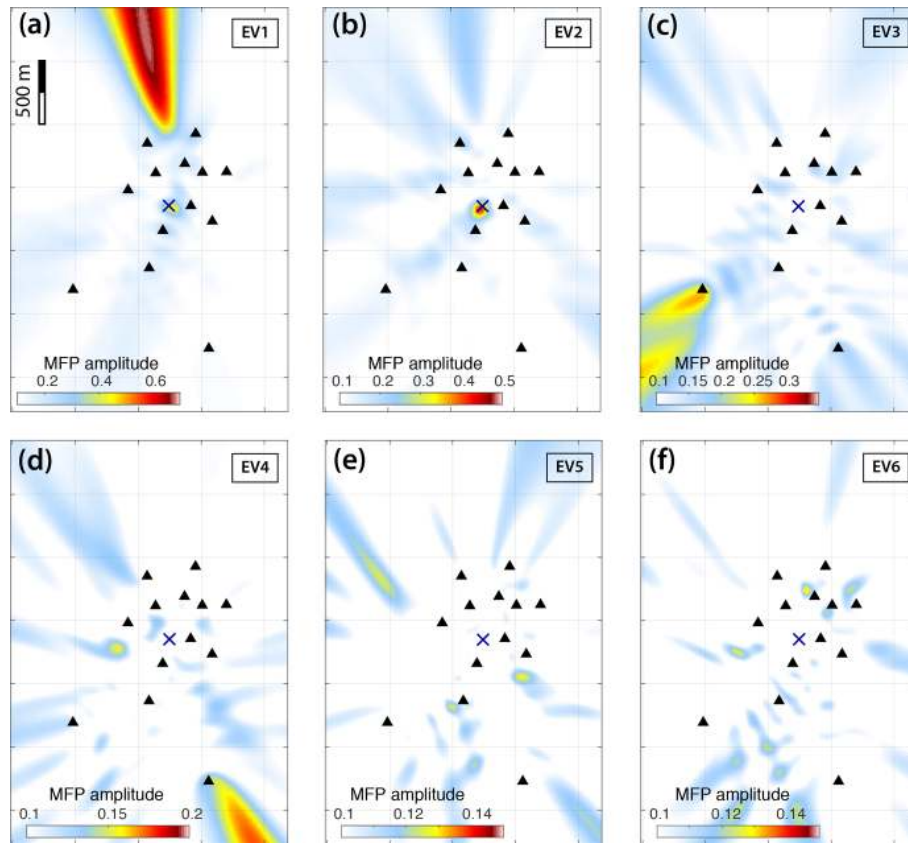 (a) EV1
500 m
MFP amplitude
0.2 0.4 0.6
(b) EV2
MFP amplitude
0.1 0.2 0.3 0.4 0.5
(c) EV3
MFP amplitude
0.1 0.15 0.2 0.25 0.3
(d) EV4
MFP amplitude
0.1 0.15 0.2
(e) EV5
MFP amplitude
0.1 0.12 0.14
(f) EV6
MFP amplitude
0.1 0.12 0.14